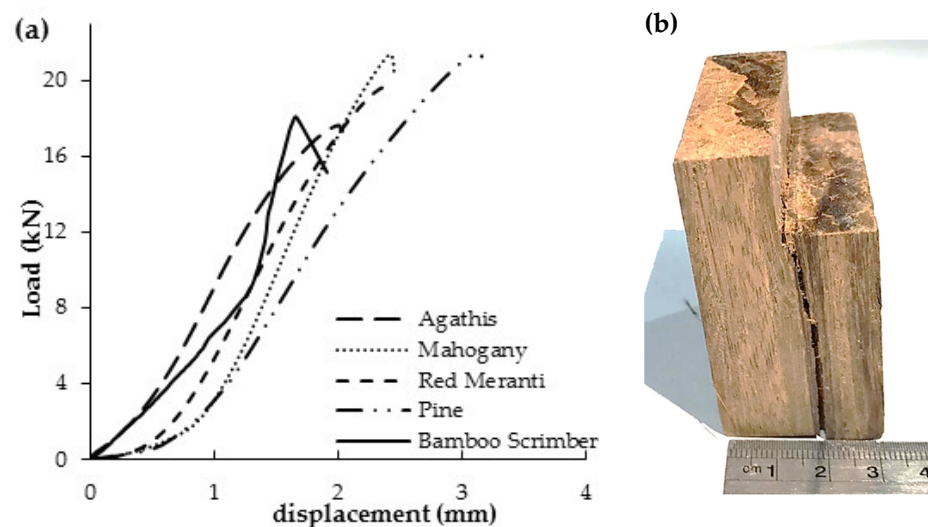 (a)
(b)
20
16
12
8
4
0
Load (kN)
Agathis
Mahogany
Red Meranti
Pine
Bamboo Scrimber
0 1 2 3 4
displacement (mm)
cm 1 2 3 4